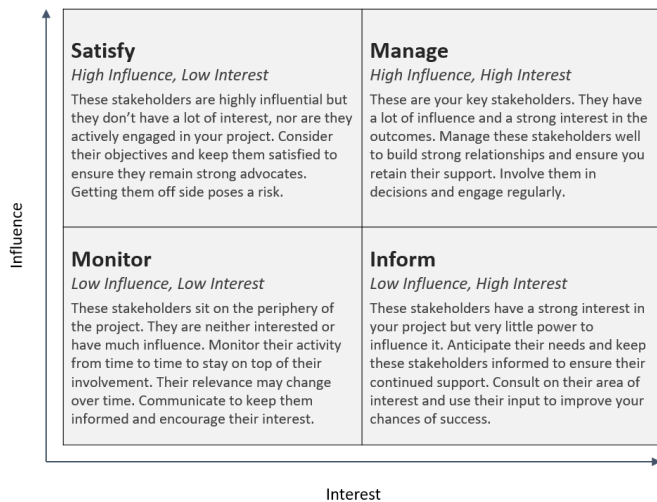 Influence
Satisfy
High Influence, Low Interest
These stakeholders are highly influential but
they don't have a lot of interest, nor are they
actively engaged in your project. Consider
their objectives and keep them satisfied to
ensure they remain strong advocates.
Getting them off side poses a risk.
Manage
High Influence, High Interest
These are your key stakeholders. They have
a lot of influence and a strong interest in the
outcomes. Manage these stakeholders well
to build strong relationships and ensure you
retain their support. Involve them in
decisions and engage regularly.
Monitor
Low Influence, Low Interest
These stakeholders sit on the periphery of
the project. They are neither interested or
have much influence. Monitor their activity
from time to time to stay on top of their
involvement. Their relevance may change
over time. Communicate to keep them
informed and encourage their interest.
Inform
Low Influence, High Interest
These stakeholders have a strong interest in
your project but very little power to
influence it. Anticipate their needs and keep
these stakeholders informed to ensure their
continued support. Consult on their area of
interest and use their input to improve your
chances of success.
Interest